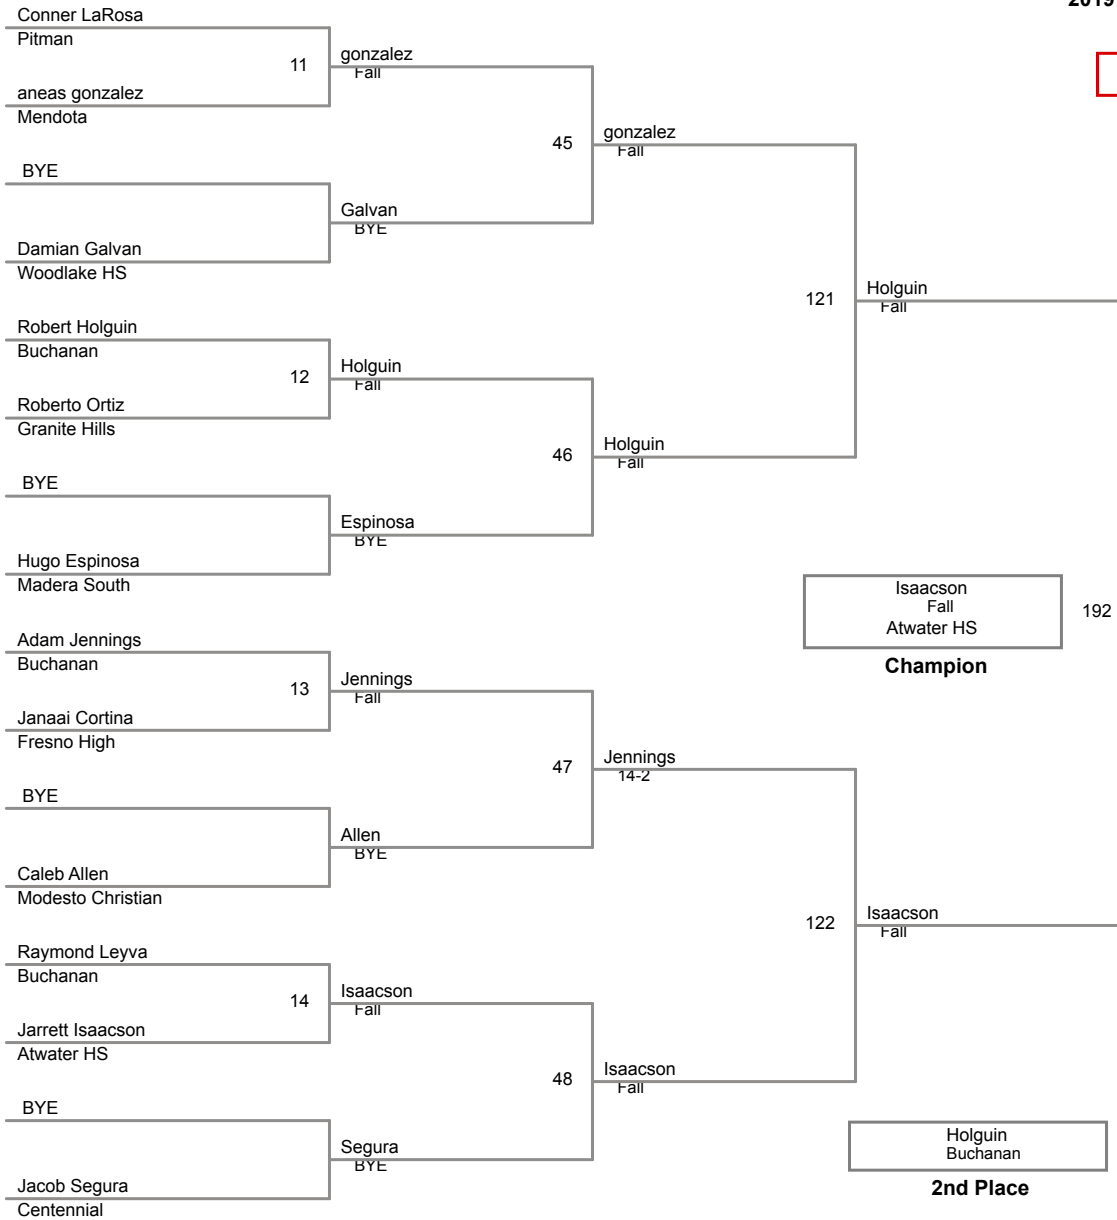 2019
Conner LaRosa
Pitman
11
gonzalez
Fall
aneas gonzalez
Mendota
45
gonzalez
Fall
BYE
Galvan
BYE
Damian Galvan
Woodlake HS
121
Holguin
Fall
Robert Holguin
Buchanan
12
Holguin
Fall
Roberto Ortiz
Granite Hills
46
Holguin
Fall
BYE
Espinosa
BYE
Hugo Espinosa
Madera South
Isaacson
Fall
Atwater HS
192
Champion
Adam Jennings
Buchanan
13
Jennings
Fall
Janaai Cortina
Fresno High
47
Jennings
14-2
BYE
Allen
BYE
Caleb Allen
Modesto Christian
122
Isaacson
Fall
Raymond Leyva
Buchanan
14
Isaacson
Fall
Jarrett Isaacson
Atwater HS
48
Isaacson
Fall
BYE
Segura
BYE
Jacob Segura
Centennial
Holguin
Buchanan
2nd Place